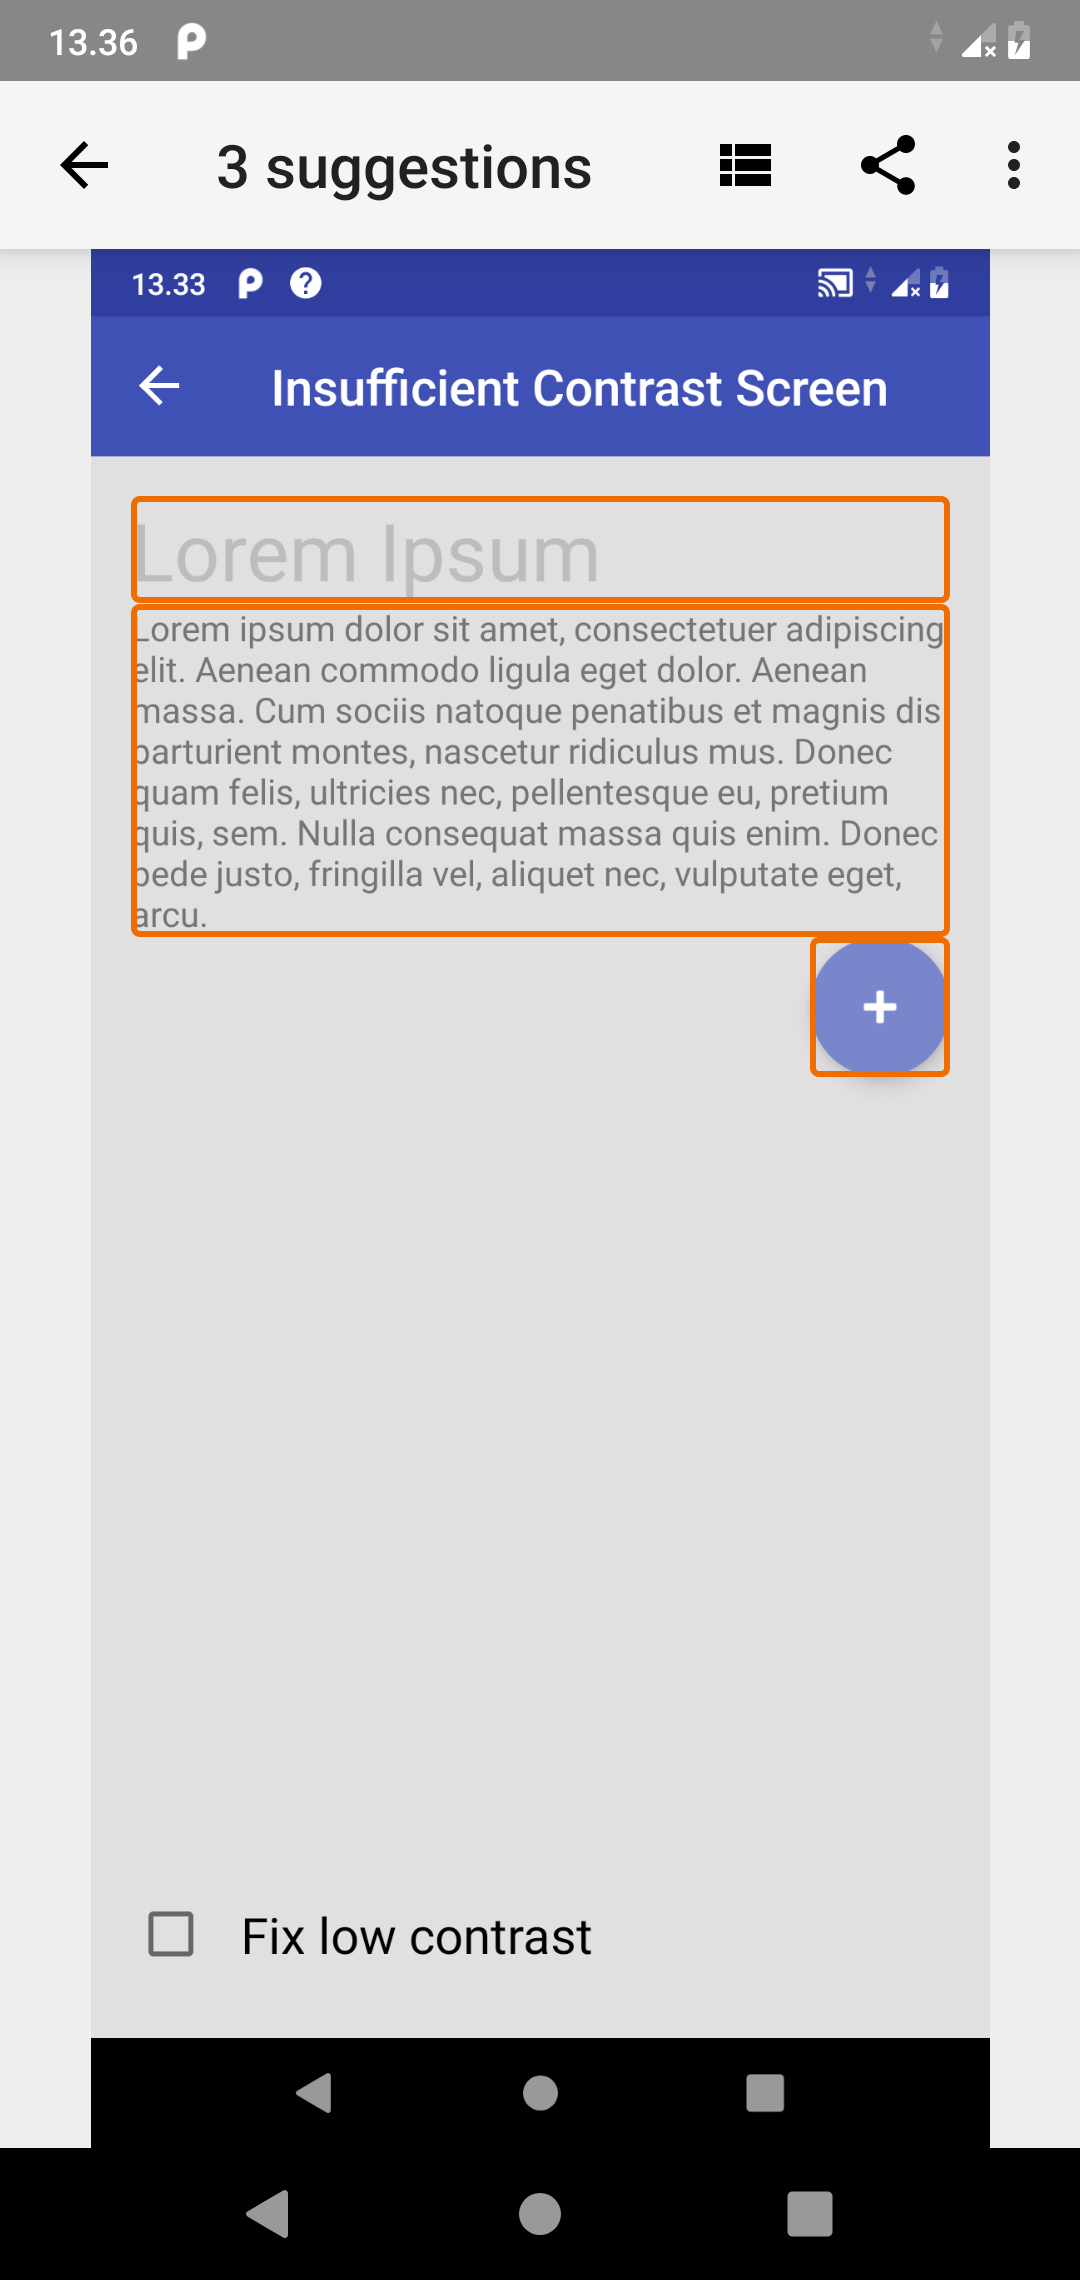 13.36
3 suggestions
13.33
Insufficient Contrast Screen
Lorem Ipsum
Lorem ipsum dolor sit amet, consectetuer adipiscing
elit. Aenean commodo ligula eget dolor. Aenean
massa. Cum sociis natoque penatibus et magnis dis
parturient montes, nascetur ridiculus mus. Donec
quam felis, ultricies nec, pellentesque eu, pretium
quis, sem. Nulla consequat massa quis enim. Donec
pede justo, fringilla vel, aliquet nec, vulputate eget,
arcu.
Fix low contrast